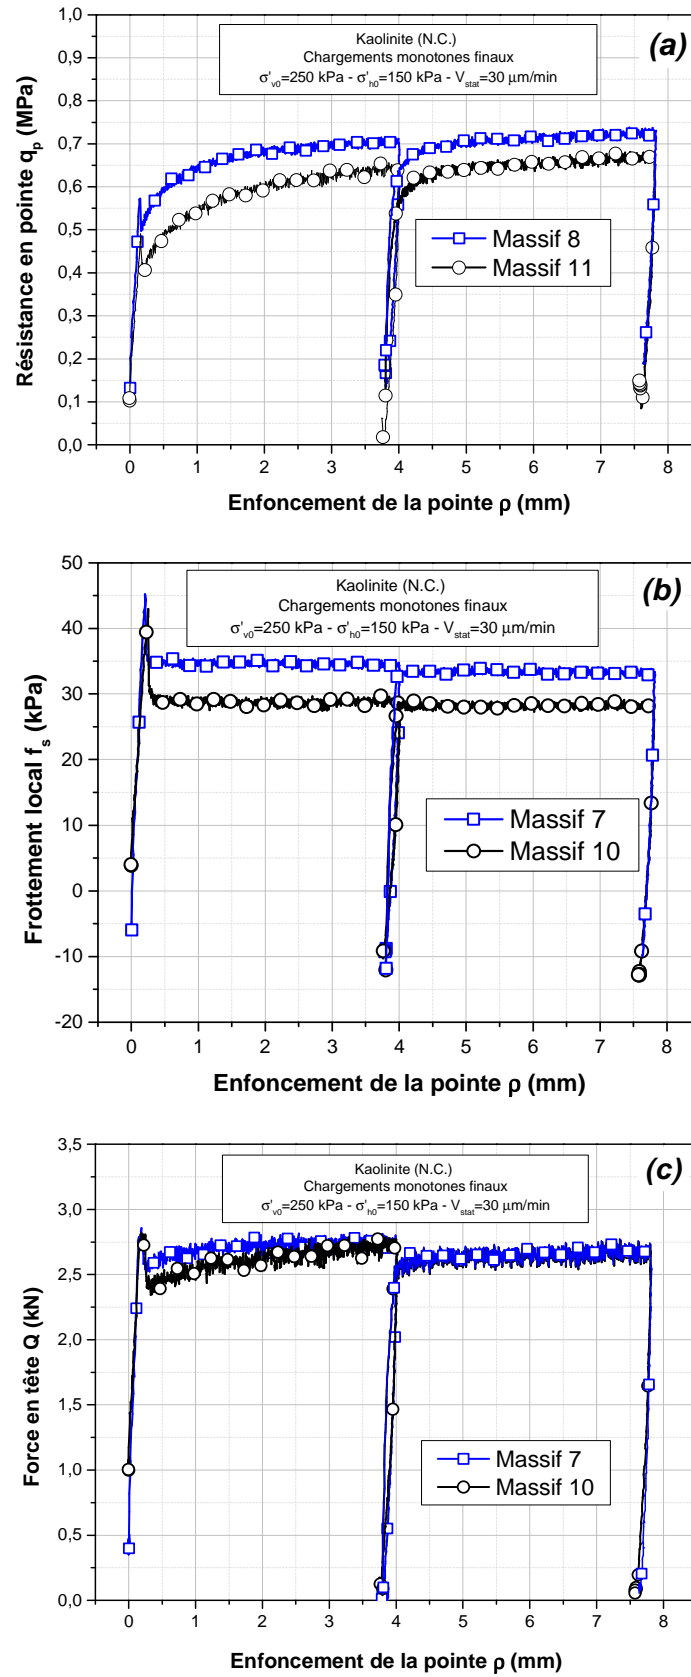 (a)
Kaolinite (N.C.)
Chargements monotones finaux
σ'v0=250 kPa - σ'h0=150 kPa - Vstat=30 μm/min
Résistance en pointe qp (MPa)
1,0
0,9
0,8
0,7
0,6
0,5
0,4
0,3
0,2
0,1
0,0
Massif 8
Massif 11
0 1 2 3 4 5 6 7 8
Enfoncement de la pointe ρ (mm)
(b)
Kaolinite (N.C.)
Chargements monotones finaux
σ'v0=250 kPa - σ'h0=150 kPa - Vstat=30 μm/min
Frottement local fs (kPa)
50
40
30
20
10
0
-10
-20
Massif 7
Massif 10
0 1 2 3 4 5 6 7 8
Enfoncement de la pointe ρ (mm)
(c)
Kaolinite (N.C.)
Chargements monotones finaux
σ'v0=250 kPa - σ'h0=150 kPa - Vstat=30 μm/min
Force en tête Q (kN)
3,5
3,0
2,5
2,0
1,5
1,0
0,5
0,0
Massif 7
Massif 10
0 1 2 3 4 5 6 7 8
Enfoncement de la pointe ρ (mm)